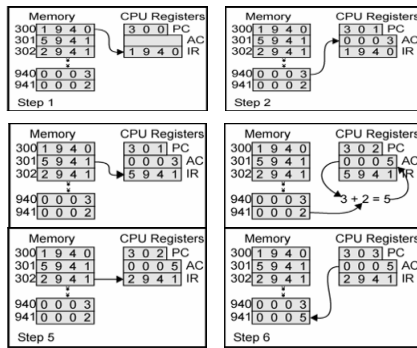 Memory CPU Registers
300 1 9 4 0 3 0 0 PC
301 5 9 4 1 AC
302 2 9 4 1 1 9 4 0 IR
940 0 0 0 3
941 0 0 0 2
Step 1
Memory CPU Registers
300 1 9 4 0 3 0 1 PC
301 5 9 4 1 0 0 0 3 AC
302 2 9 4 1 1 9 4 0 IR
940 0 0 0 3
941 0 0 0 2
Step 2
Memory CPU Registers
300 1 9 4 0 3 0 1 PC
301 5 9 4 1 0 0 0 3 AC
302 2 9 4 1 5 9 4 1 IR
940 0 0 0 3
941 0 0 0 2
Memory CPU Registers
300 1 9 4 0 3 0 2 PC
301 5 9 4 1 0 0 0 5 AC
302 2 9 4 1 5 9 4 1 IR
940 0 0 0 3 3 + 2 = 5
941 0 0 0 2
Memory CPU Registers
300 1 9 4 0 3 0 2 PC
301 5 9 4 1 0 0 0 5 AC
302 2 9 4 1 2 9 4 1 IR
940 0 0 0 3
941 0 0 0 2
Step 5
Memory CPU Registers
300 1 9 4 0 3 0 3 PC
301 5 9 4 1 0 0 0 5 AC
302 2 9 4 1 2 9 4 1 IR
940 0 0 0 3
941 0 0 0 5
Step 6